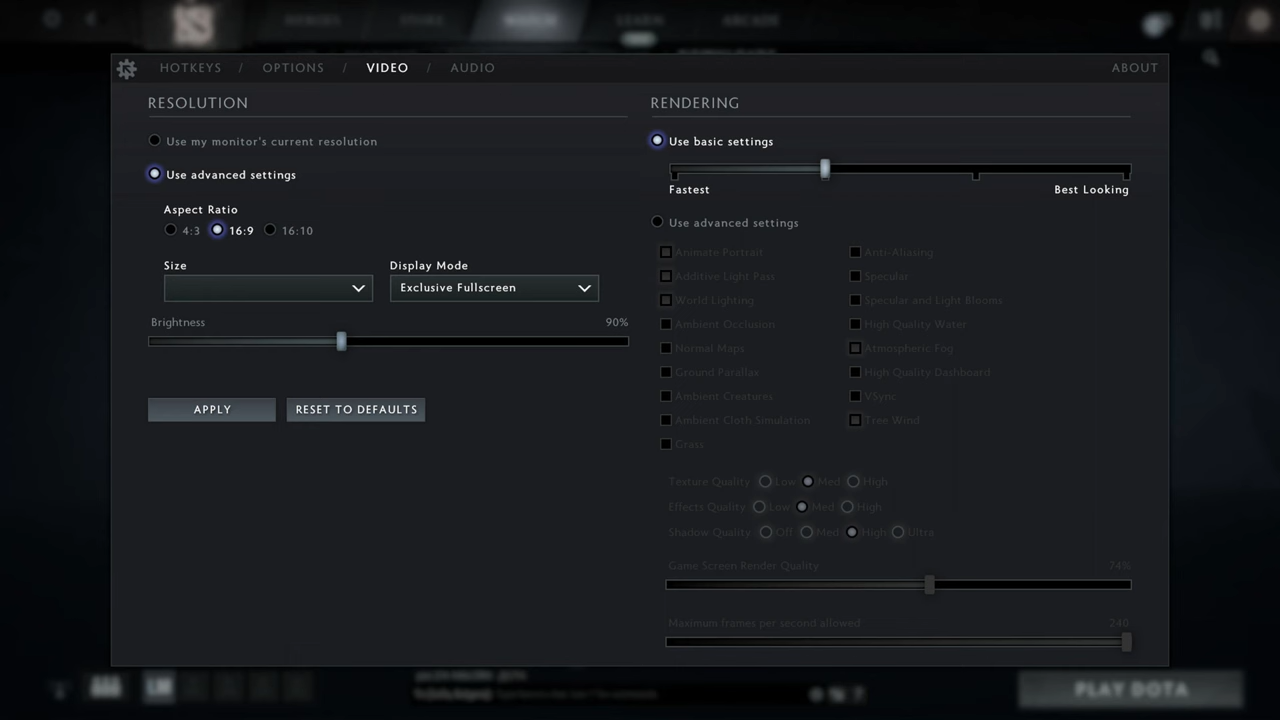 HEROES STORE WATCH LEARN ARCADE
HOTKEYS / OPTIONS / VIDEO / AUDIO ABOUT
RESOLUTION
Use my monitor's current resolution
Use advanced settings
Aspect Ratio
4:3 16:9 16:10
Size Display Mode
Exclusive Fullscreen
Brightness 90%
APPLY RESET TO DEFAULTS
RENDERING
Use basic settings
Fastest Best Looking
Use advanced settings
Animate Portrait Anti-Aliasing
Additive Light Pass Specular
World Lighting Specular and Light Blooms
Ambient Occlusion High Quality Water
Normal Maps Atmospheric Fog
Ground Parallax High Quality Dashboard
Ambient Creatures VSync
Ambient Cloth Simulation Tree Wind
Grass
Texture Quality Low Med High
Effects Quality Low Med High
Shadow Quality Off Med High Ultra
Game Screen Render Quality 74%
Maximum frames per second allowed 240
PLAY DOTA